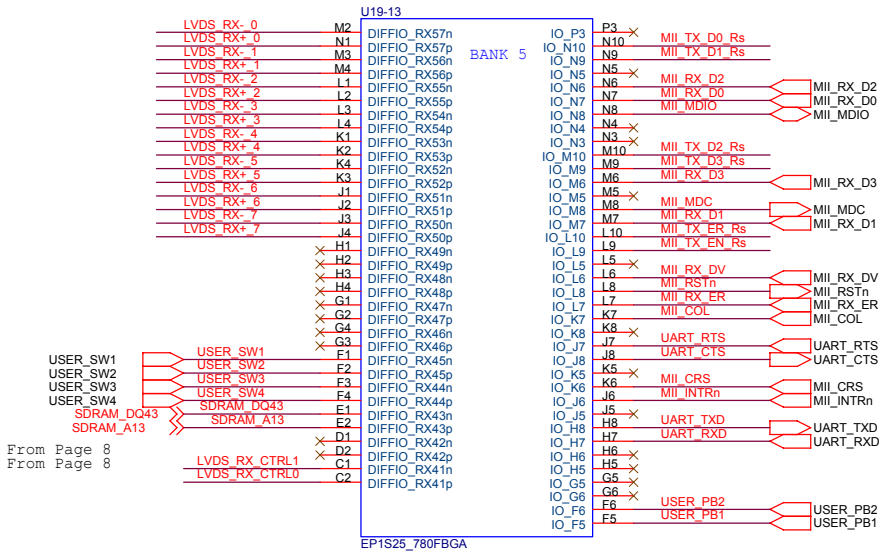 U19-13
BANK 5
LVDS_RX-_0 M2 DIFFIO_RX57n IO_P3 P3
LVDS_RX+_0 N1 DIFFIO_RX57p IO_N10 N10 MII_TX_D0_Rs
LVDS_RX-_1 M3 DIFFIO_RX56n IO_N9 N9 MII_TX_D1_Rs
LVDS_RX+_1 M4 DIFFIO_RX56p IO_N5 N5
LVDS_RX-_2 L1 DIFFIO_RX55n IO_N6 N6 MII_RX_D2 MII_RX_D2
LVDS_RX+_2 L2 DIFFIO_RX55p IO_N7 N7 MII_RX_D0 MII_RX_D0
LVDS_RX-_3 L3 DIFFIO_RX54n IO_N8 N8 MII_MDIO MII_MDIO
LVDS_RX+_3 L4 DIFFIO_RX54p IO_N4 N4
LVDS_RX-_4 K1 DIFFIO_RX53n IO_N3 N3
LVDS_RX+_4 K2 DIFFIO_RX53p IO_M10 M10 MII_TX_D2_Rs
LVDS_RX-_5 K4 DIFFIO_RX52n IO_M9 M9 MII_TX_D3_Rs
LVDS_RX+_5 K3 DIFFIO_RX52p IO_M6 M6 MII_RX_D3 MII_RX_D3
LVDS_RX-_6 J1 DIFFIO_RX51n IO_M5 M5
LVDS_RX+_6 J2 DIFFIO_RX51p IO_M8 M8 MII_MDC MII_MDC
LVDS_RX-_7 J3 DIFFIO_RX50n IO_M7 M7 MII_RX_D1 MII_RX_D1
LVDS_RX+_7 J4 DIFFIO_RX50p IO_L10 L10 MII_TX_ER_Rs
H1 DIFFIO_RX49n IO_L9 L9 MII_TX_EN_Rs
H2 DIFFIO_RX49p IO_L5 L5
H3 DIFFIO_RX48n IO_L6 L6 MII_RX_DV MII_RX_DV
H4 DIFFIO_RX48p IO_L8 L8 MII_RSTn MII_RSTn
G1 DIFFIO_RX47n IO_L7 L7 MII_RX_ER MII_RX_ER
G2 DIFFIO_RX47p IO_K7 K7 MII_COL MII_COL
G4 DIFFIO_RX46n IO_K8 K8
G3 DIFFIO_RX46p IO_J7 J7 UART_RTS UART_RTS
USER_SW1 USER_SW1 F1 DIFFIO_RX45n IO_J8 J8 UART_CTS UART_CTS
USER_SW2 USER_SW2 F2 DIFFIO_RX45p IO_K5 K5
USER_SW3 USER_SW3 F3 DIFFIO_RX44n IO_K6 K6 MII_CRS MII_CRS
USER_SW4 USER_SW4 F4 DIFFIO_RX44p IO_J6 J6 MII_INTRn MII_INTRn
SDRAM_DQ43 SDRAM_DQ43 E1 DIFFIO_RX43n IO_J5 J5
SDRAM_A13 SDRAM_A13 E2 DIFFIO_RX43p IO_H8 H8 UART_TXD UART_TXD
From Page 8 D1 DIFFIO_RX42n IO_H7 H7 UART_RXD UART_RXD
From Page 8 D2 DIFFIO_RX42p IO_H6 H6
LVDS_RX_CTRL1 C1 DIFFIO_RX41n IO_H5 H5
LVDS_RX_CTRL0 C2 DIFFIO_RX41p IO_G5 G5
IO_G6 G6
IO_F6 F6 USER_PB2 USER_PB2
IO_F5 F5 USER_PB1 USER_PB1
EP1S25_780FBGA